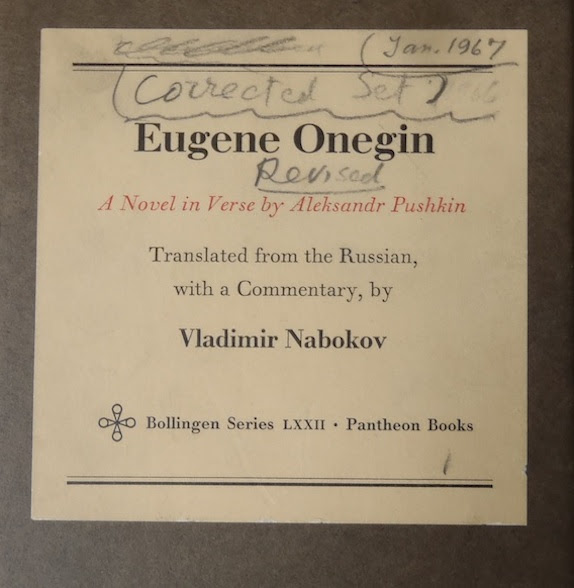 (Jan. 1967
(Corrected Set)
Eugene Onegin
Revised
A Novel in Verse by Aleksandr Pushkin
Translated from the Russian,
with a Commentary, by
Vladimir Nabokov
Bollingen Series LXXII · Pantheon Books